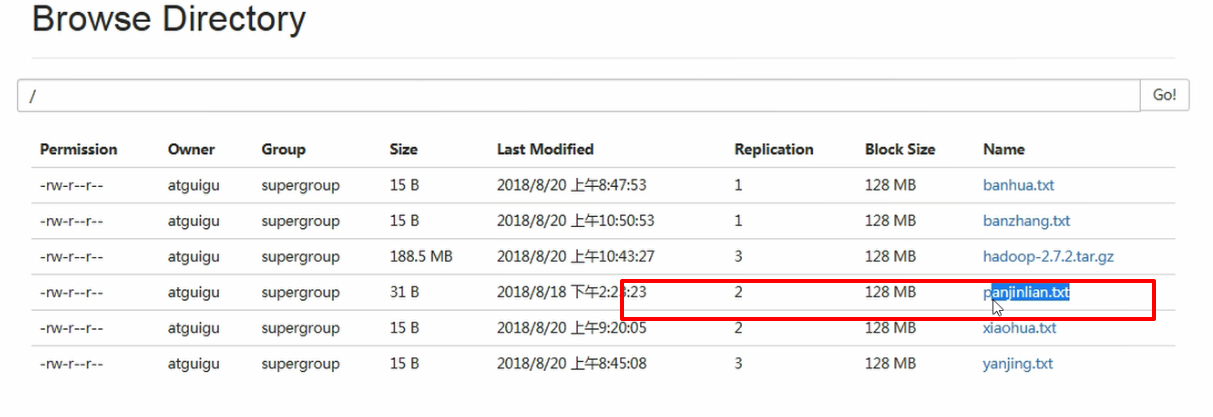 Browse Directory
/ Go!
Permission Owner Group Size Last Modified Replication Block Size Name
-rw-r--r-- atguigu supergroup 15 B 2018/8/20 上午8:47:53 1 128 MB banhua.txt
-rw-r--r-- atguigu supergroup 15 B 2018/8/20 上午10:50:53 1 128 MB banzhang.txt
-rw-r--r-- atguigu supergroup 188.5 MB 2018/8/20 上午10:43:27 3 128 MB hadoop-2.7.2.tar.gz
-rw-r--r-- atguigu supergroup 31 B 2018/8/18 下午2:23:23 2 128 MB panjinlian.txt
-rw-r--r-- atguigu supergroup 15 B 2018/8/20 上午9:20:05 2 128 MB xiaohua.txt
-rw-r--r-- atguigu supergroup 15 B 2018/8/20 上午8:45:08 3 128 MB yanjing.txt